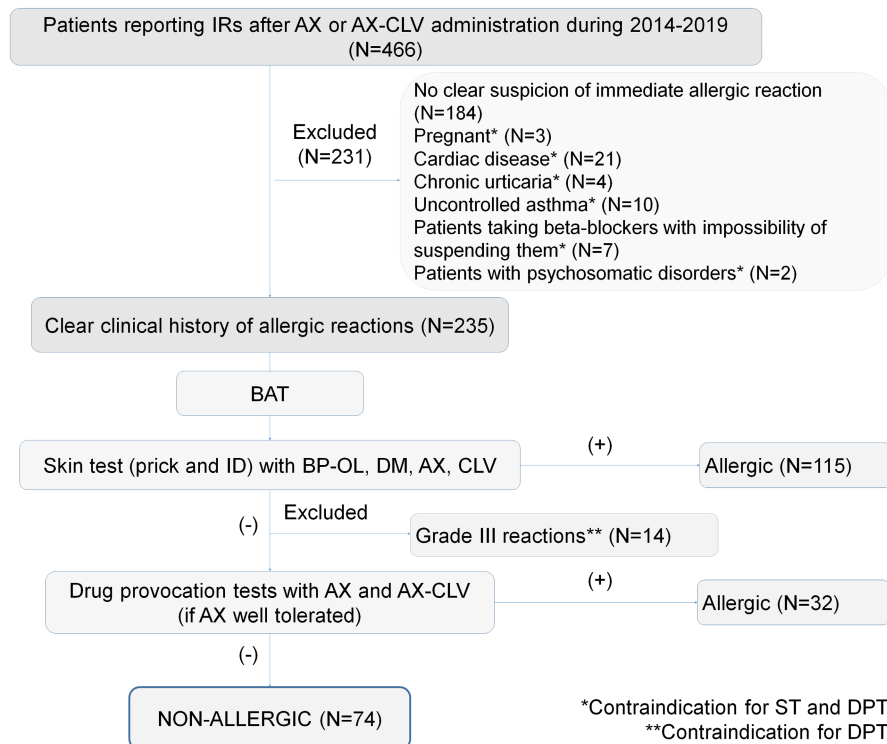 Patients reporting IRs after AX or AX-CLV administration during 2014-2019
(N=466)
Excluded
(N=231)
No clear suspicion of immediate allergic reaction
(N=184)
Pregnant* (N=3)
Cardiac disease* (N=21)
Chronic urticaria* (N=4)
Uncontrolled asthma* (N=10)
Patients taking beta-blockers with impossibility of
suspending them* (N=7)
Patients with psychosomatic disorders* (N=2)
Clear clinical history of allergic reactions (N=235)
BAT
Skin test (prick and ID) with BP-OL, DM, AX, CLV
(+)
Allergic (N=115)
(-)
Excluded
Grade III reactions** (N=14)
Drug provocation tests with AX and AX-CLV
(if AX well tolerated)
(+)
Allergic (N=32)
(-)
NON-ALLERGIC (N=74)
*Contraindication for ST and DPT
**Contraindication for DPT